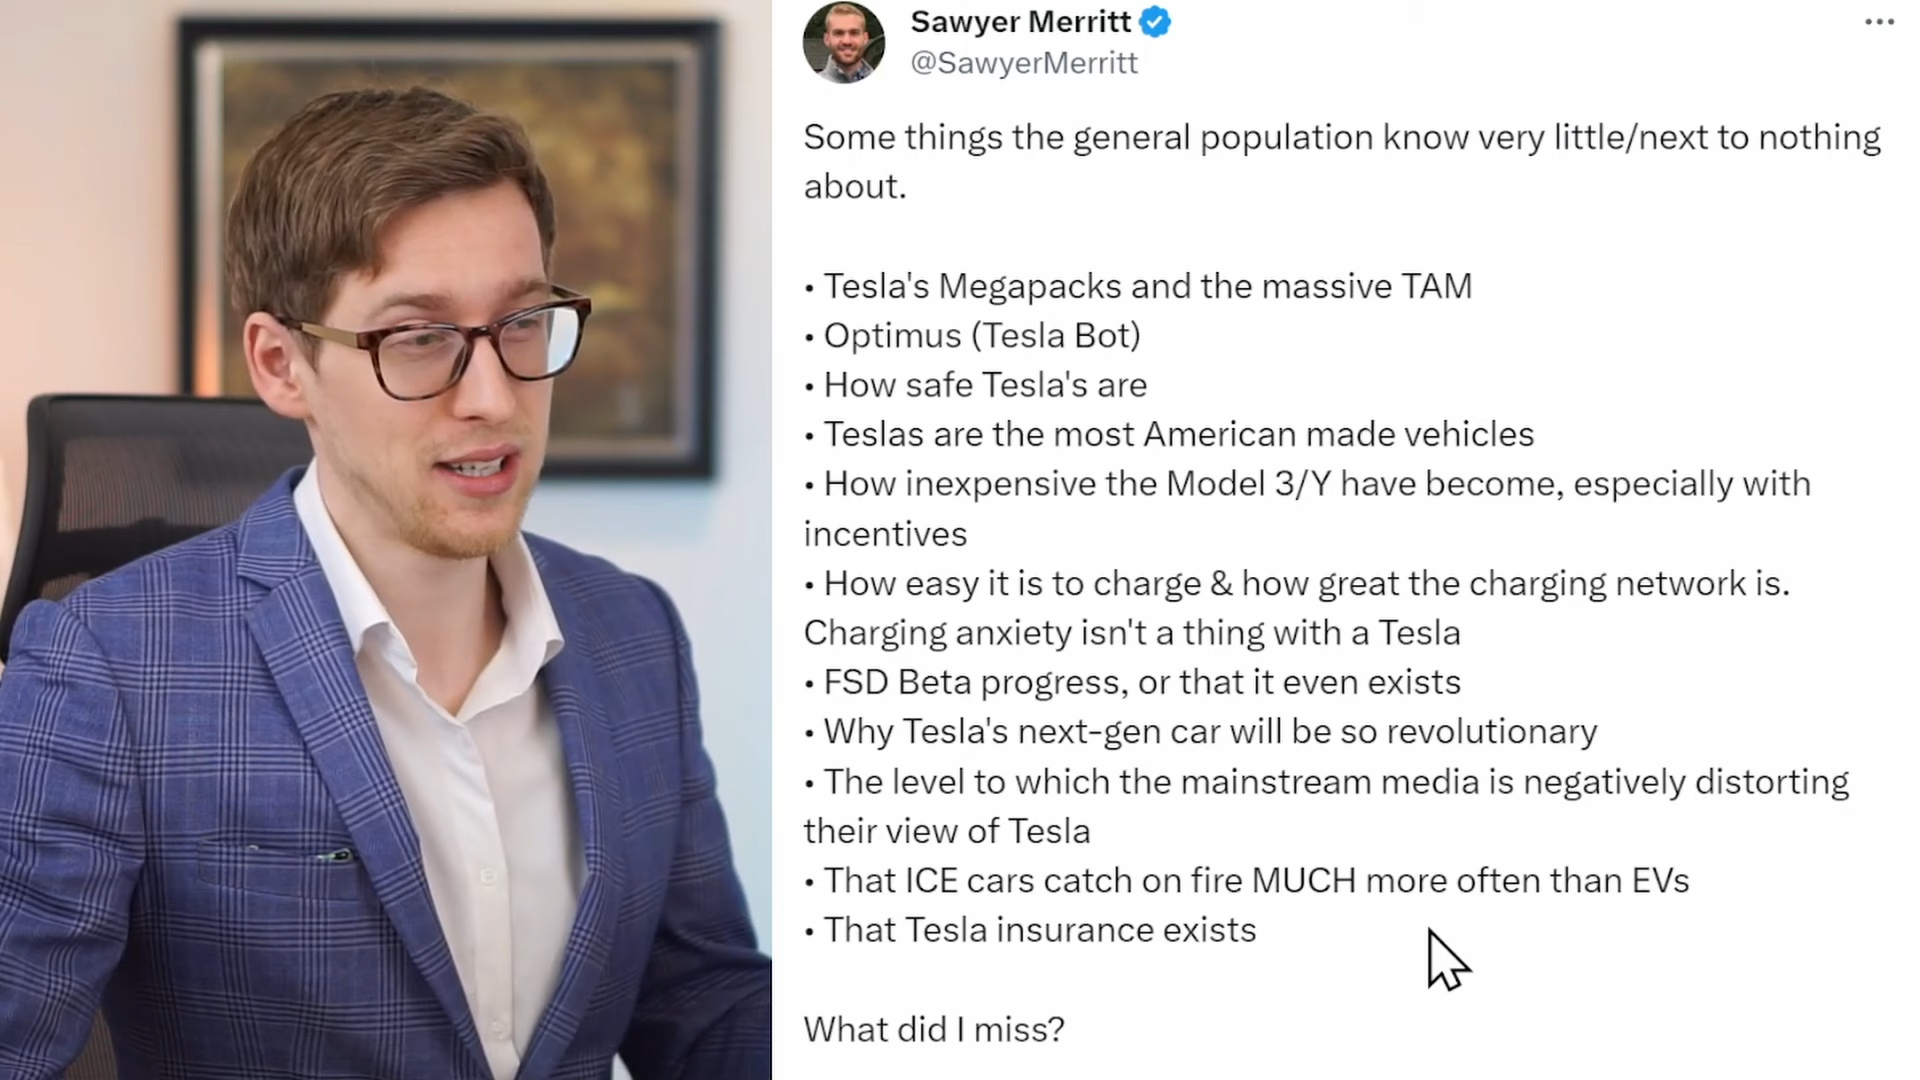 Sawyer Merritt
@SawyerMerritt
Some things the general population know very little/next to nothing
about.
• Tesla's Megapacks and the massive TAM
• Optimus (Tesla Bot)
• How safe Tesla's are
• Teslas are the most American made vehicles
• How inexpensive the Model 3/Y have become, especially with
incentives
• How easy it is to charge & how great the charging network is.
Charging anxiety isn't a thing with a Tesla
• FSD Beta progress, or that it even exists
• Why Tesla's next-gen car will be so revolutionary
• The level to which the mainstream media is negatively distorting
their view of Tesla
• That ICE cars catch on fire MUCH more often than EVs
• That Tesla insurance exists
What did I miss?